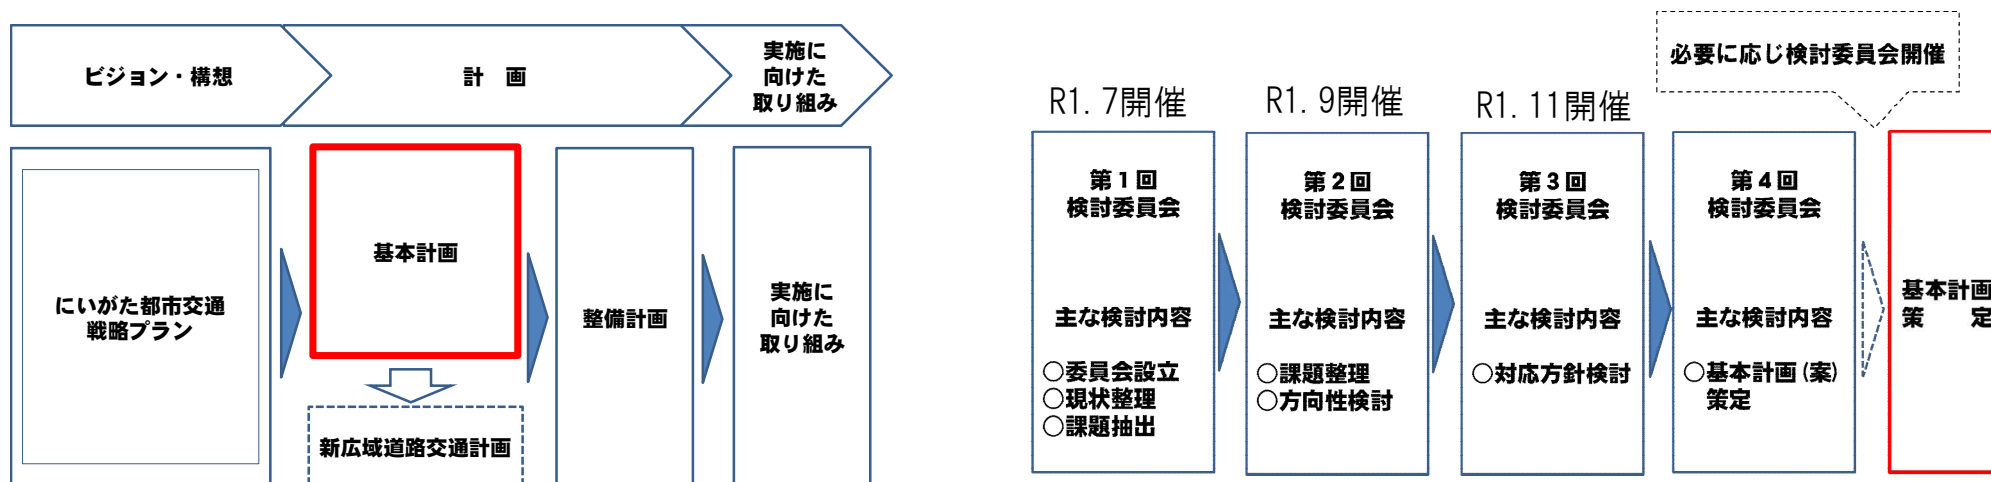 ビジョン・構想
計　画
実施に
向けた
取り組み
にいがた都市交通
戦略プラン
基本計画
新広域道路交通計画
整備計画
実施に
向けた
取り組み
必要に応じ検討委員会開催
R1.7開催
R1.9開催
R1.11開催
第1回
検討委員会
主な検討内容
○委員会設立
○現状整理
○課題抽出
第2回
検討委員会
主な検討内容
○課題整理
○方向性検討
第3回
検討委員会
主な検討内容
○対応方針検討
第4回
検討委員会
主な検討内容
○基本計画(案)
策定
基本計画
策　　定